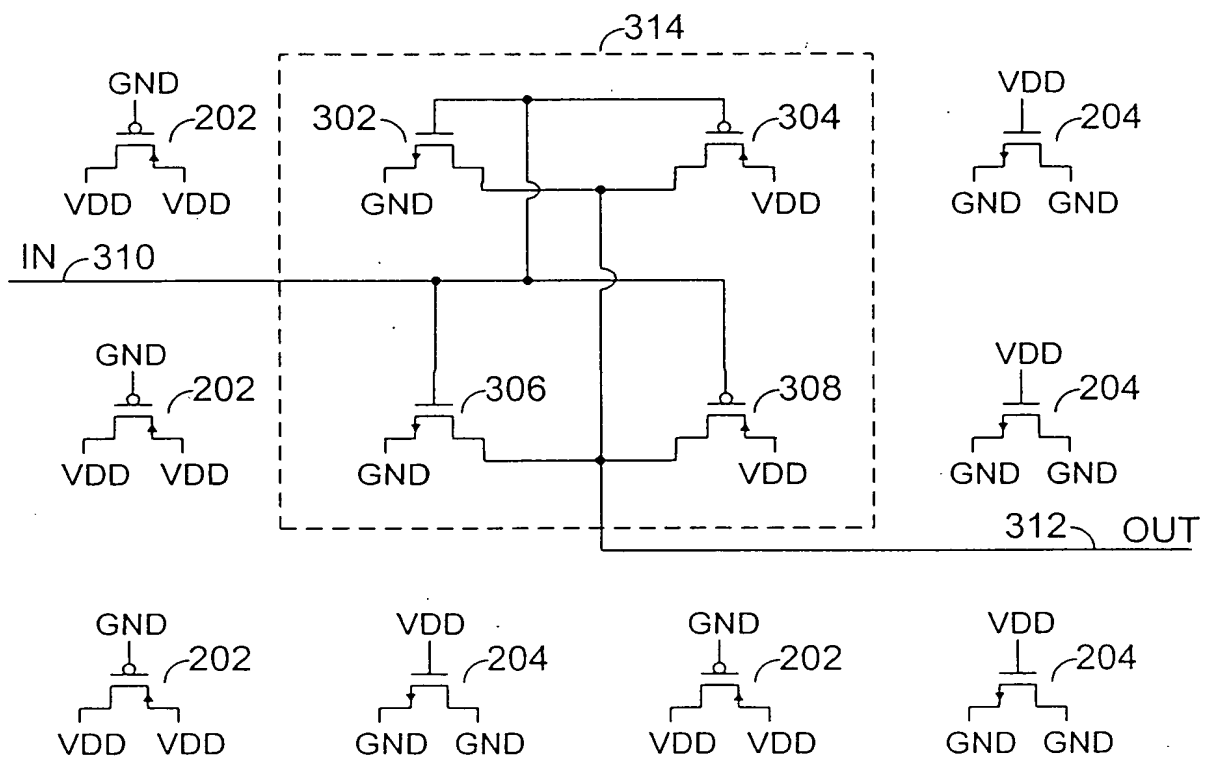 314
GND
202
VDD VDD
302
GND
304
VDD
VDD
204
GND GND
IN 310
GND
202
VDD VDD
306
GND
308
VDD
VDD
204
GND GND
312 OUT
GND
202
VDD VDD
VDD
204
GND GND
GND
202
VDD VDD
VDD
204
GND GND